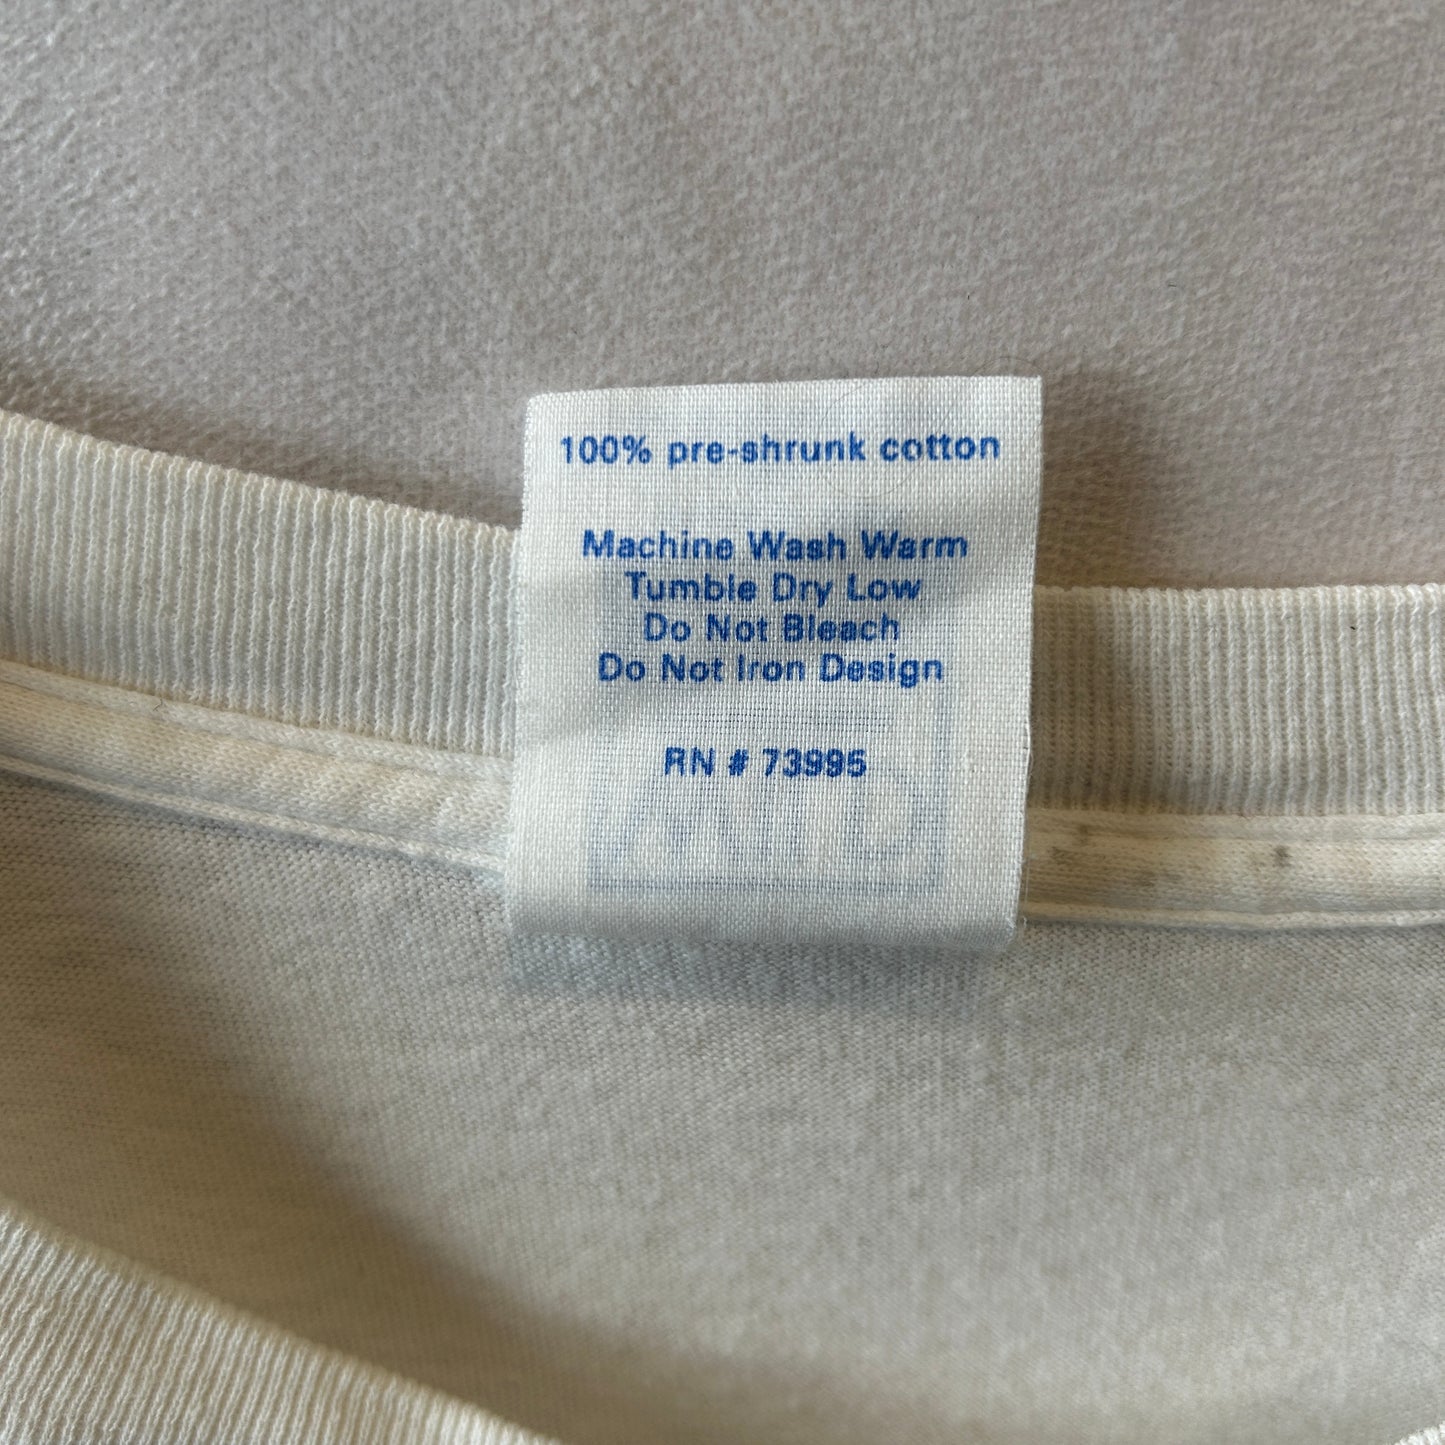 100% pre-shrunk cotton
Machine Wash Warm
Tumble Dry Low
Do Not Bleach
Do Not Iron Design
RN # 73995